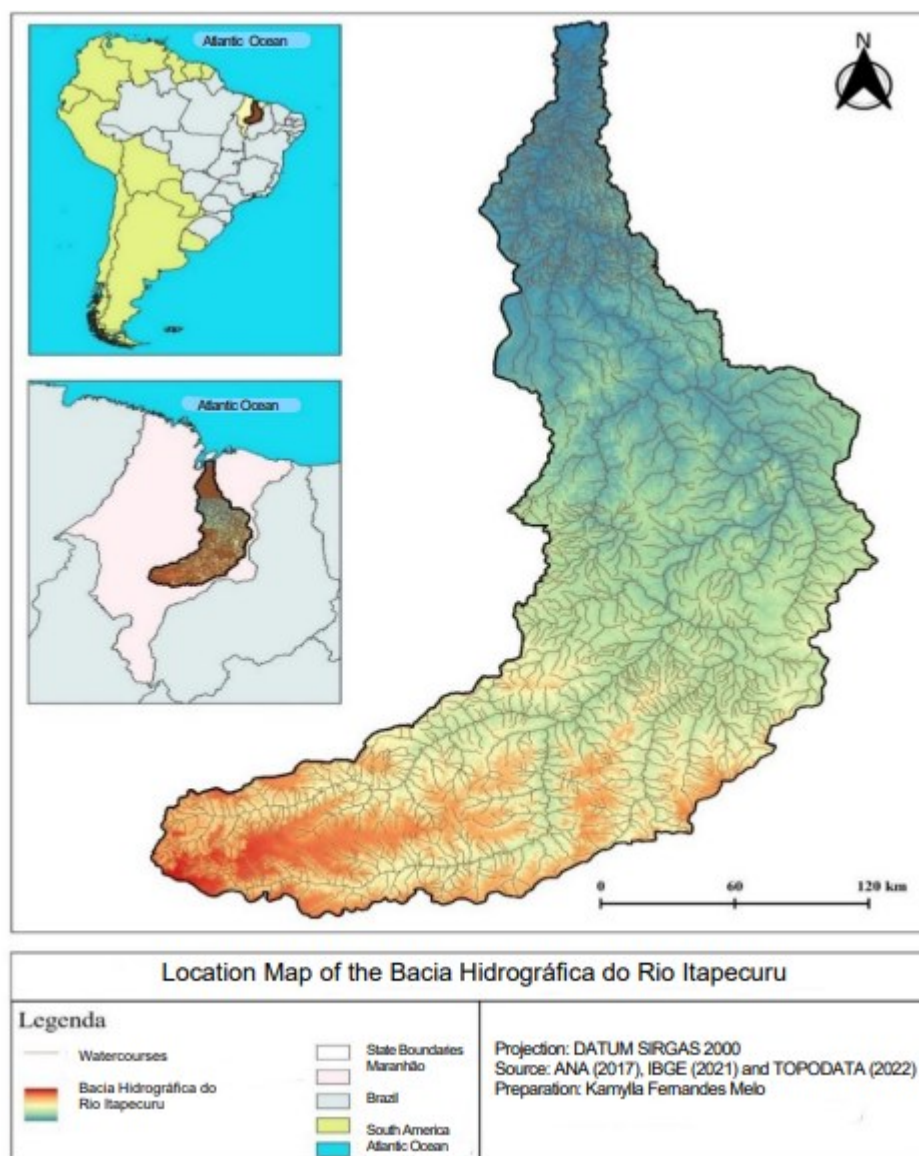 Atlantic Ocean
N
Atlantic Ocean
0 60 120 km
Location Map of the Bacia Hidrográfica do Rio Itapecuru
Legenda
Watercourses
Bacia Hidrográfica do
Rio Itapecuru
State Boundaries
Maranhão
Brazil
South America
Atlantic Ocean
Projection: DATUM SIRGAS 2000
Source: ANA (2017), IBGE (2021) and TOPODATA (2022)
Preparation: Kamylla Fernandes Melo